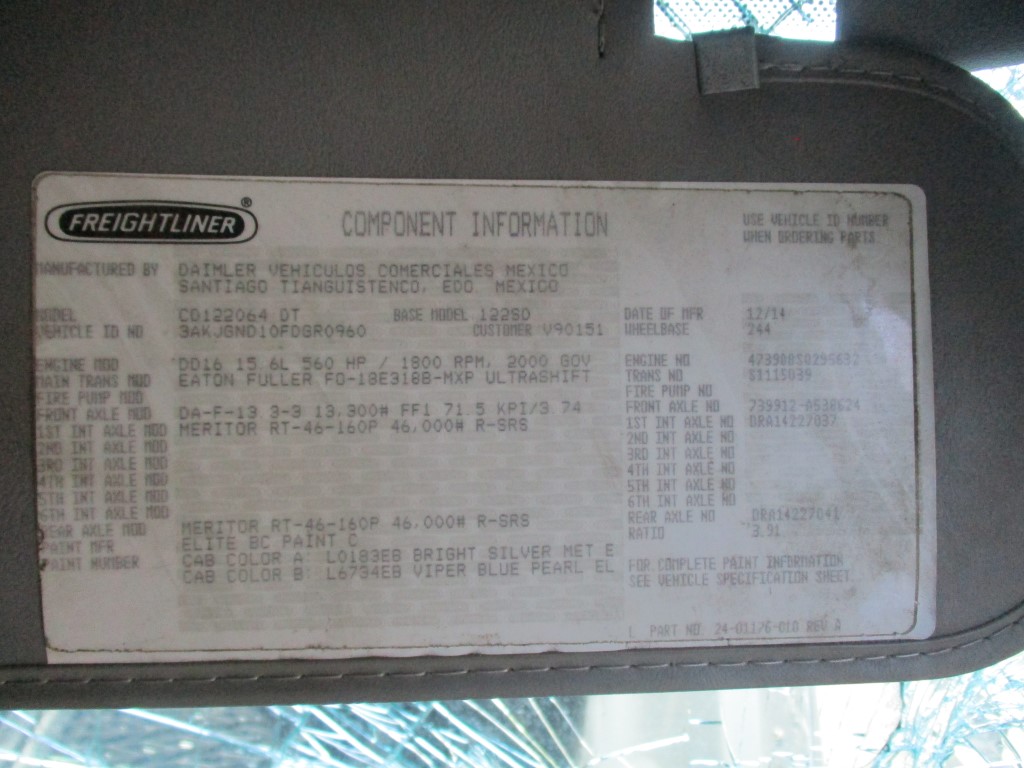 FREIGHTLINER ®
COMPONENT INFORMATION
USE VEHICLE ID NUMBER
WHEN ORDERING PARTS
MANUFACTURED BY DAIMLER VEHICULOS COMERCIALES MEXICO
SANTIAGO TIANGUISTENCO, EDO MEXICO
MODEL CD122064 DT BASE MODEL 122SD DATE OF MFR 12/14
VEHICLE ID NO 3AKJGND10FDGR0960 CUSTOMER V90151 WHEELBASE 244
ENGINE MOD DD16 15.6L 560 HP / 1800 RPM, 2000 GOV ENGINE NO
MAIN TRANS MOD EATON FULLER FO-18E318B-MXP ULTRASHIFT TRANS NO S1115039
FIRE PUMP MOD FIRE PUMP NO
FRONT AXLE MOD DA-F-13.3-3 13,300# FF1 71.5 KPI/3.74 FRONT AXLE NO
1ST INT AXLE MOD MERITOR RT-46-160P 46,000# R-SRS 1ST INT AXLE NO DRA14227037
2ND INT AXLE MOD 2ND INT AXLE NO
3RD INT AXLE MOD 3RD INT AXLE NO
4TH INT AXLE MOD 4TH INT AXLE NO
5TH INT AXLE MOD 5TH INT AXLE NO
6TH INT AXLE MOD 6TH INT AXLE NO
REAR AXLE MOD MERITOR RT-46-160P 46,000# R-SRS REAR AXLE NO DRA14227041
PAINT MFR ELITE BC PAINT C RATIO 3.91
PAINT NUMBER CAB COLOR A: L0183EB BRIGHT SILVER MET E
CAB COLOR B: L6734EB VIPER BLUE PEARL EL
FOR COMPLETE PAINT INFORMATION
SEE VEHICLE SPECIFICATION SHEET.
PART NO. 24-01176-010 REV A